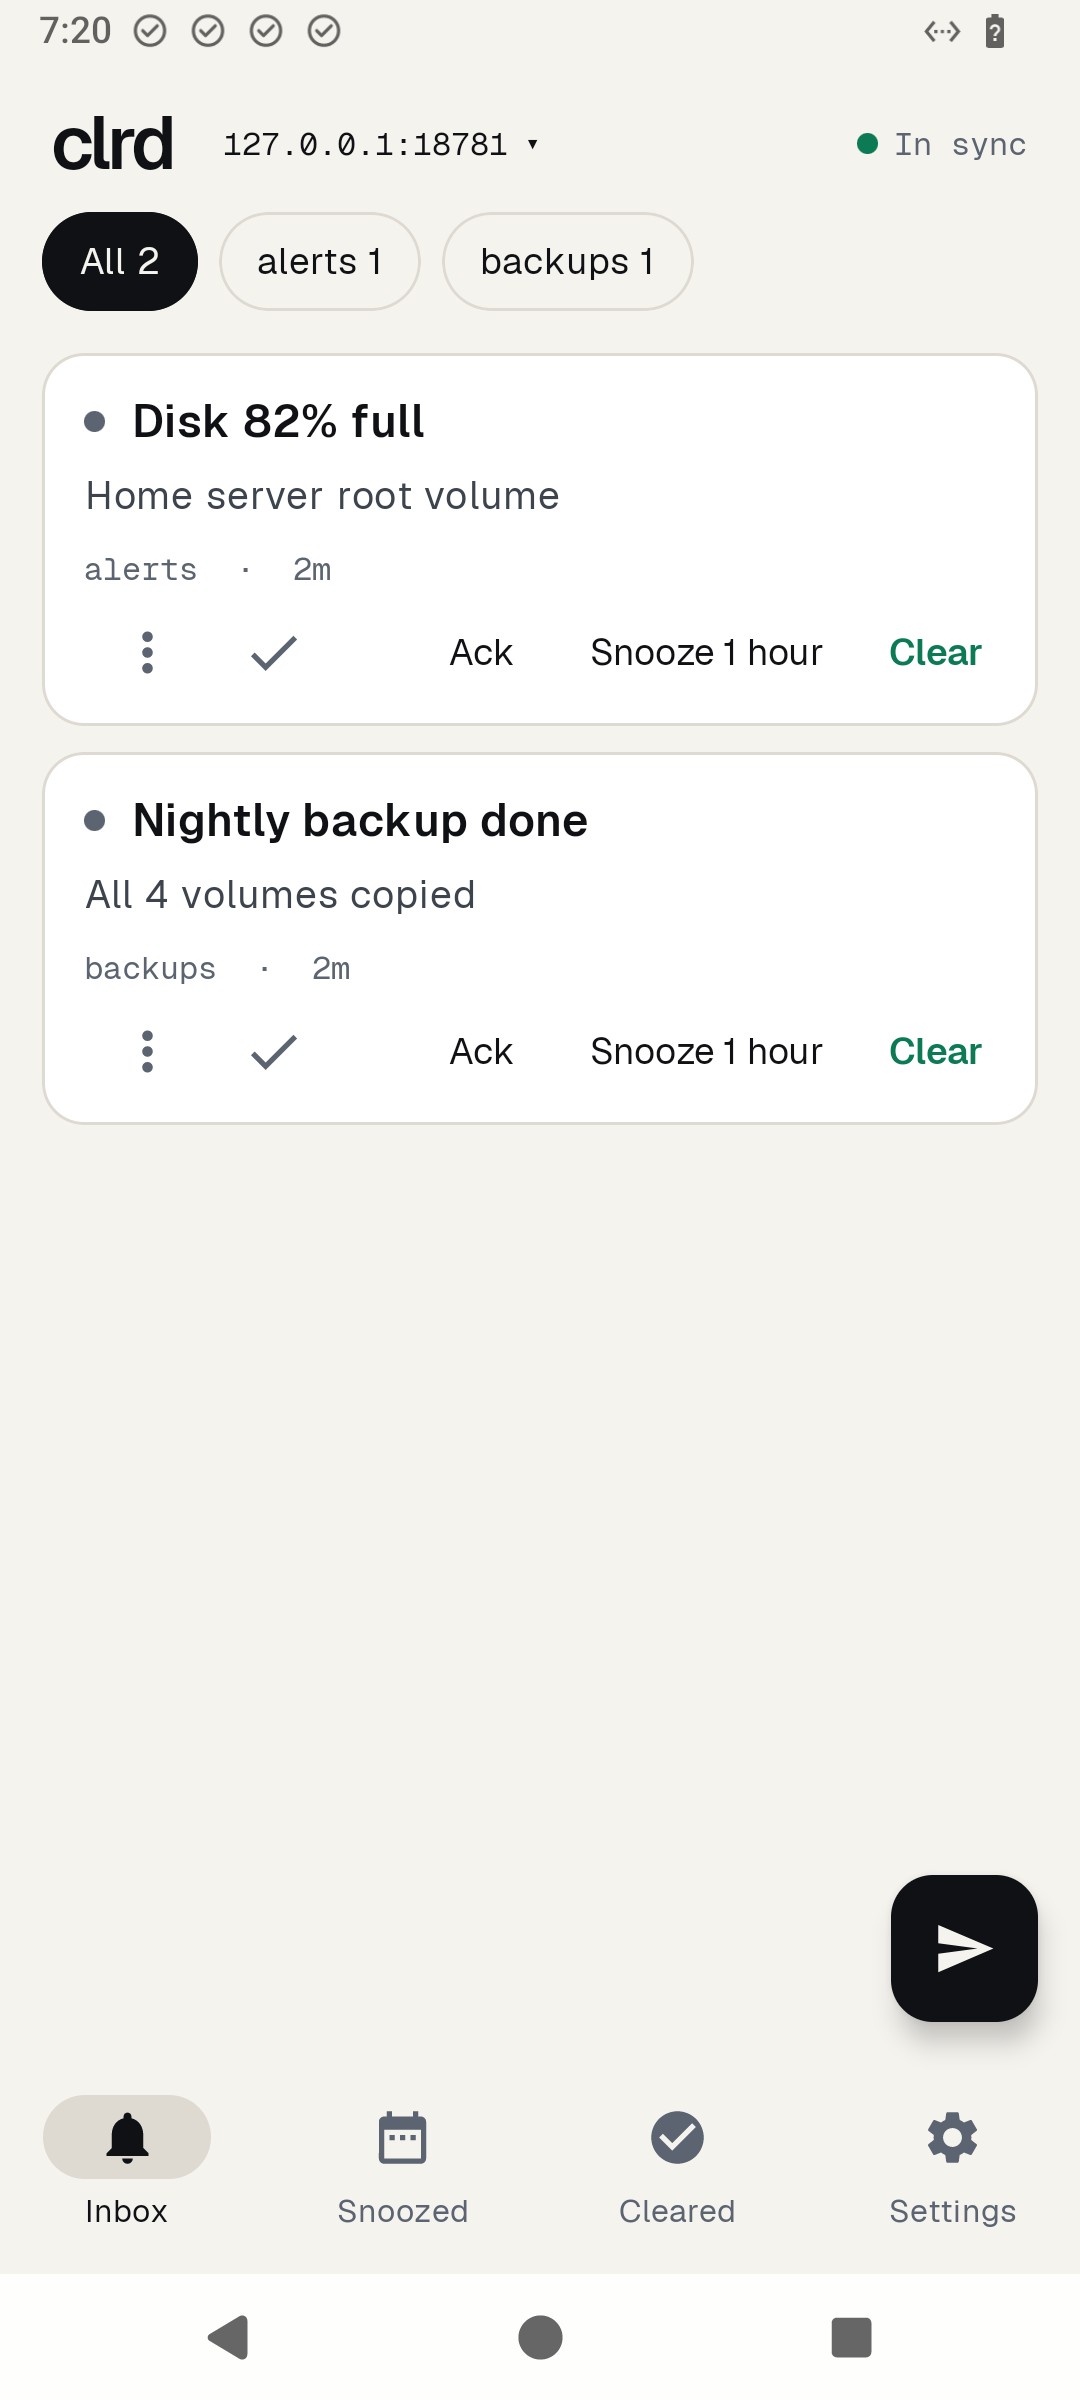 7:20
clrd 127.0.0.1:18781 ▾ In sync
All 2 alerts 1 backups 1
Disk 82% full
Home server root volume
alerts · 2m
Ack Snooze 1 hour Clear
Nightly backup done
All 4 volumes copied
backups · 2m
Ack Snooze 1 hour Clear
Inbox Snoozed Cleared Settings